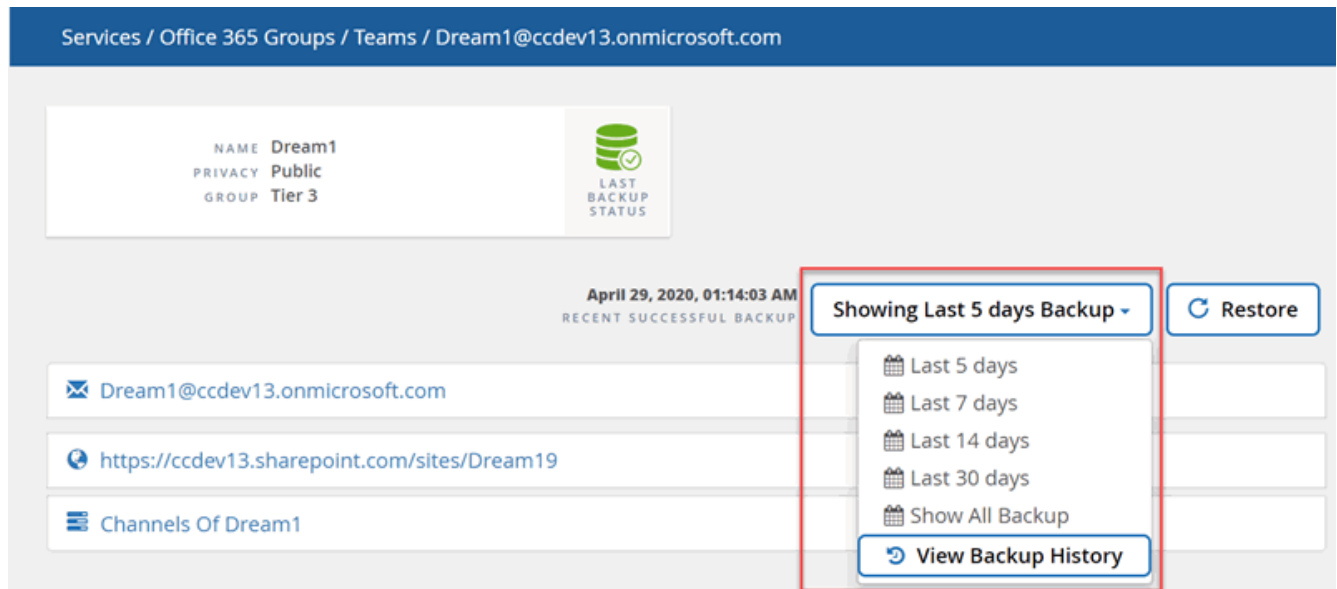 Services / Office 365 Groups / Teams / Dream1@ccdev13.onmicrosoft.com
NAME Dream1
PRIVACY Public
GROUP Tier 3
LAST
BACKUP
STATUS
April 29, 2020, 01:14:03 AM
RECENT SUCCESSFUL BACKUP
Showing Last 5 days Backup
Restore
Dream1@ccdev13.onmicrosoft.com
https://ccdev13.sharepoint.com/sites/Dream19
Channels Of Dream1
Last 5 days
Last 7 days
Last 14 days
Last 30 days
Show All Backup
View Backup History